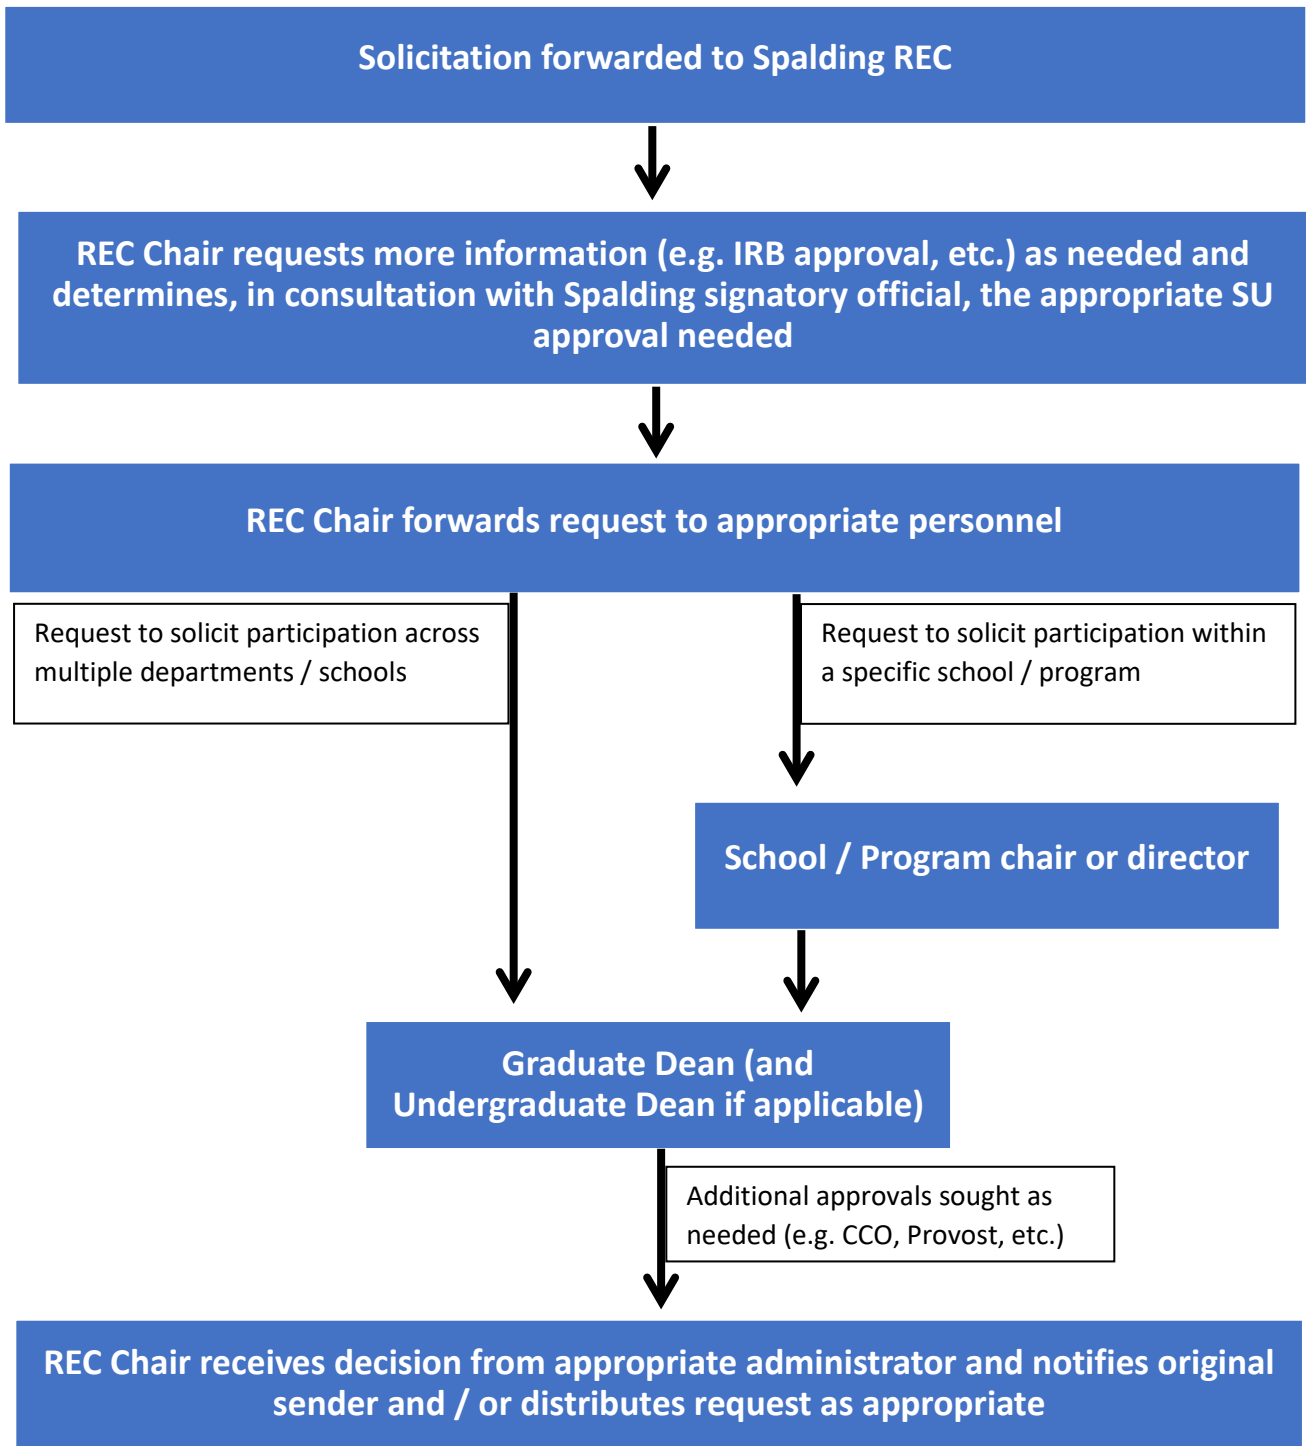 Solicitation forwarded to Spalding REC
REC Chair requests more information (e.g. IRB approval, etc.) as needed and
determines, in consultation with Spalding signatory official, the appropriate SU
approval needed
REC Chair forwards request to appropriate personnel
Request to solicit participation across
multiple departments / schools
Request to solicit participation within
a specific school / program
School / Program chair or director
Graduate Dean (and
Undergraduate Dean if applicable)
Additional approvals sought as
needed (e.g. CCO, Provost, etc.)
REC Chair receives decision from appropriate administrator and notifies original
sender and / or distributes request as appropriate